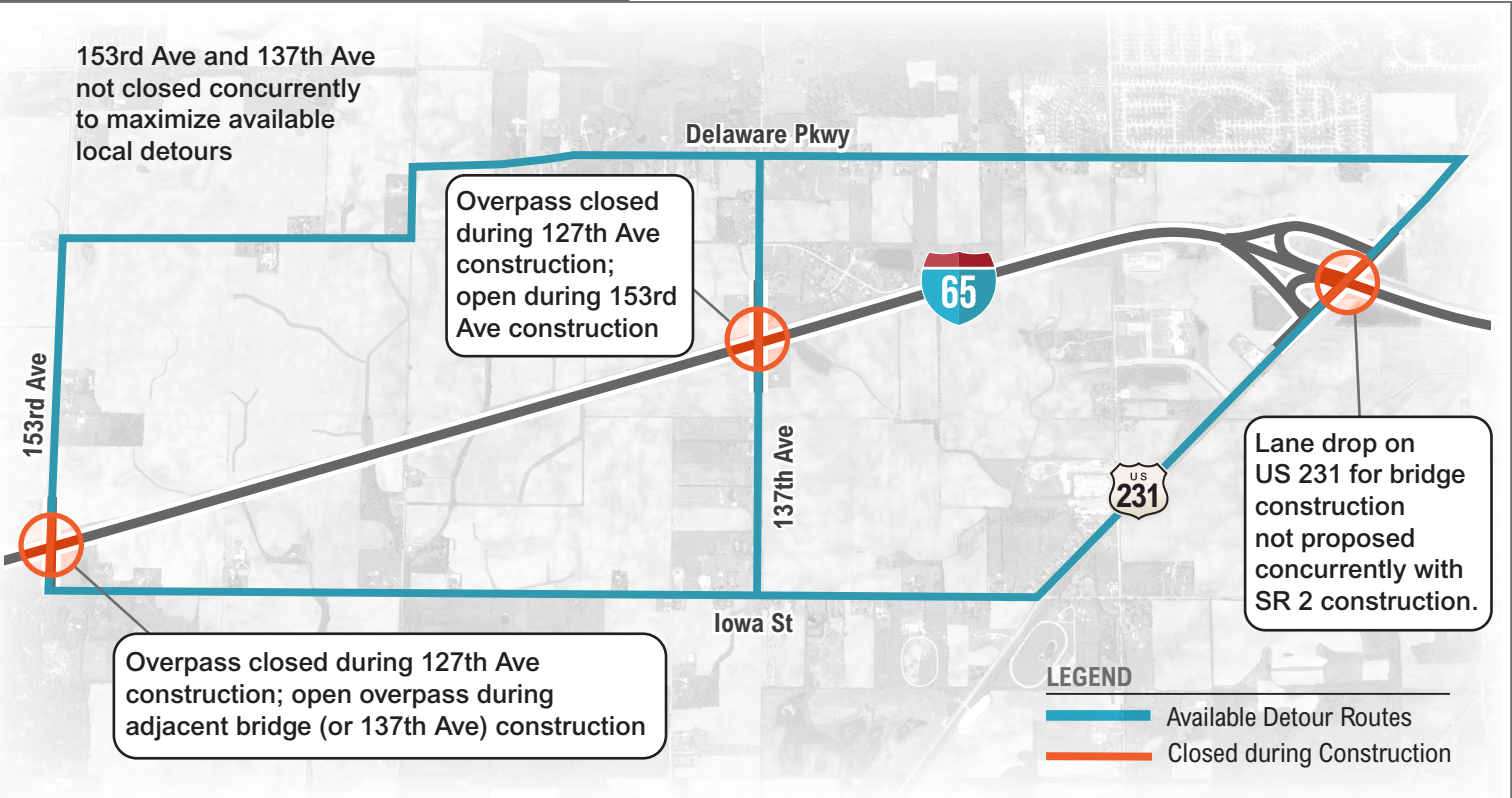 153rd Ave and 137th Ave
not closed concurrently
to maximize available
local detours
Delaware Pkwy
Overpass closed
during 127th Ave
construction;
open during 153rd
Ave construction
65
153rd Ave
137th Ave
US
231
Lane drop on
US 231 for bridge
construction
not proposed
concurrently with
SR 2 construction.
Iowa St
Overpass closed during 127th Ave
construction; open overpass during
adjacent bridge (or 137th Ave) construction
LEGEND
Available Detour Routes
Closed during Construction